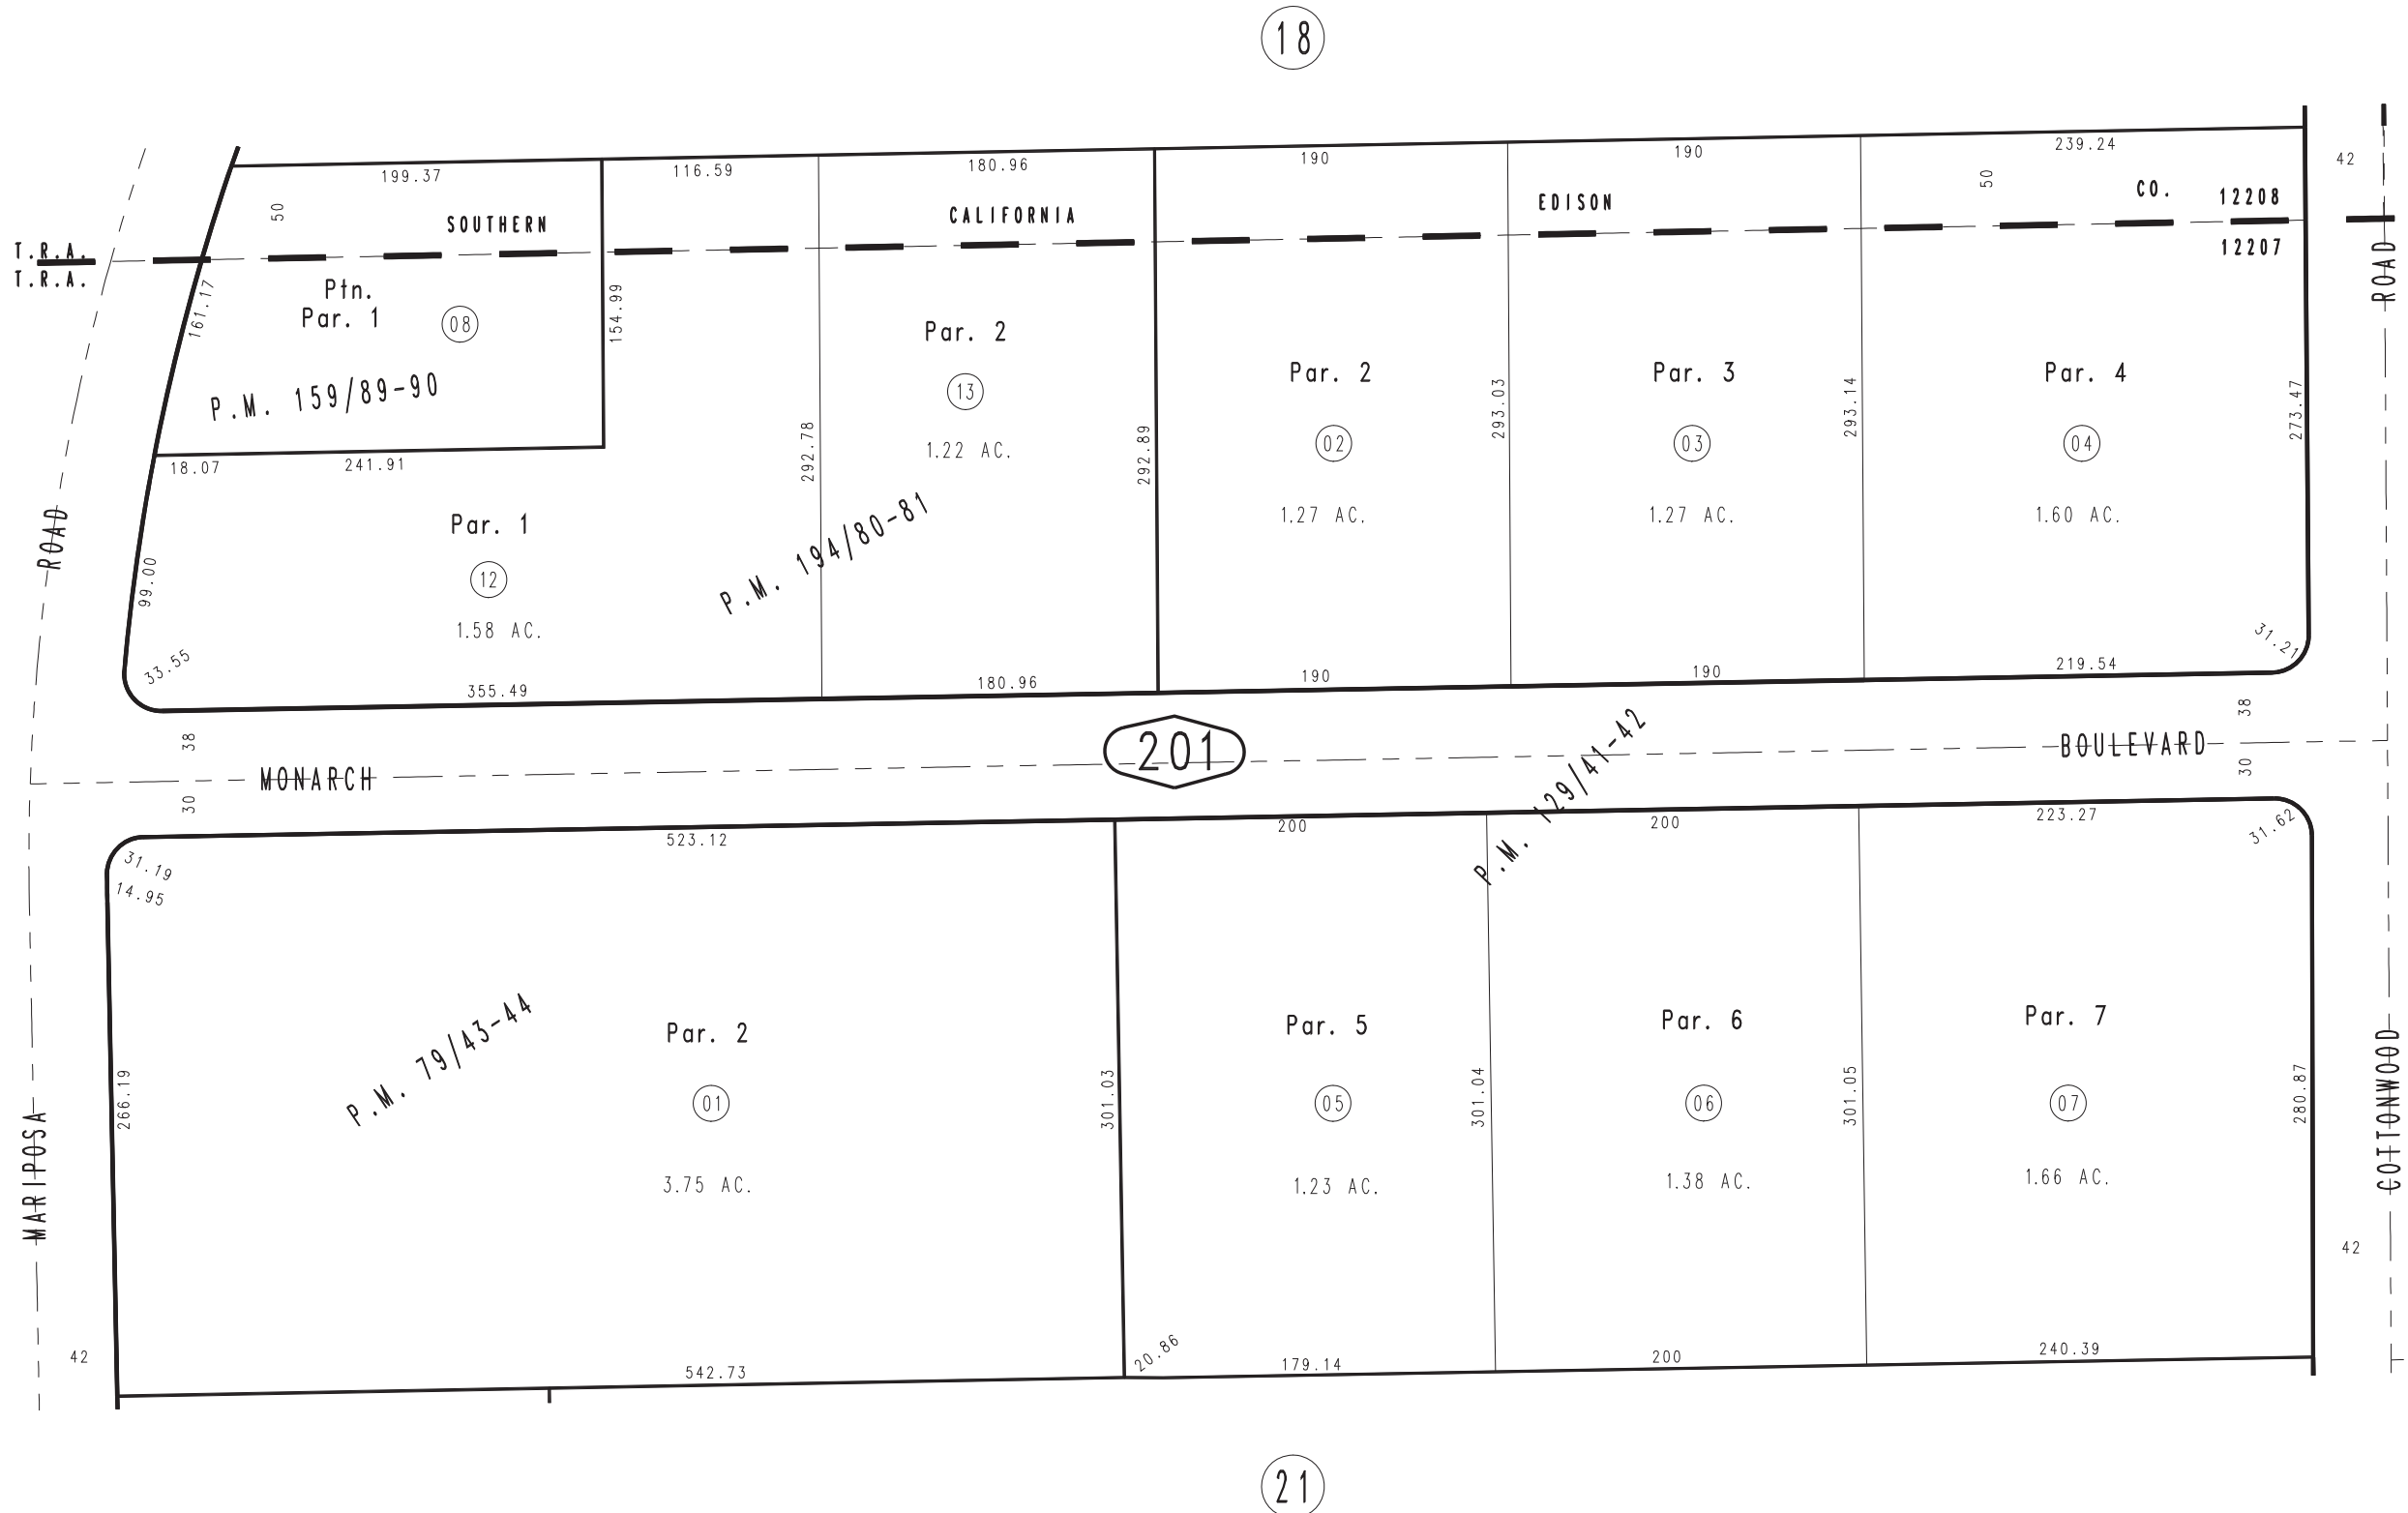 18
199.37
116.59
180.96
190
190
239.24
42
50
SOUTHERN
CALIFORNIA
EDISON
50
CO.
12208
T.R.A.
T.R.A.
12207
ROAD
161.17
Ptn.
Par. 1
08
154.99
P.M. 159/89-90
Par. 2
13
1.22 AC.
292.78
292.89
Par. 2
02
1.27 AC.
293.03
Par. 3
03
1.27 AC.
293.14
Par. 4
04
1.60 AC.
273.47
18.07
241.91
ROAD
99.00
Par. 1
12
1.58 AC.
P.M. 194/80-81
33.55
355.49
180.96
190
190
219.54
31.21
38
MONARCH
30
201
P.M. 129/41-42
BOULEVARD
38
30
523.12
200
200
223.27
31.62
31.19
14.95
266.19
MARIPOSA
P.M. 79/43-44
Par. 2
01
3.75 AC.
301.03
Par. 5
05
1.23 AC.
301.04
Par. 6
06
1.38 AC.
301.05
Par. 7
07
1.66 AC.
280.87
COTTONWOOD
42
42
542.73
20.86
179.14
200
240.39
21